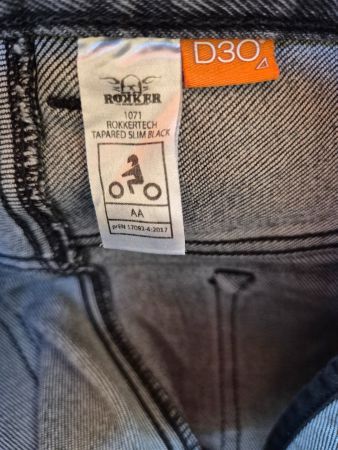 D3O
ROKKER
1071
ROKKERTECH
TAPARED SLIM BLACK
AA
prEN 17092-4:2017